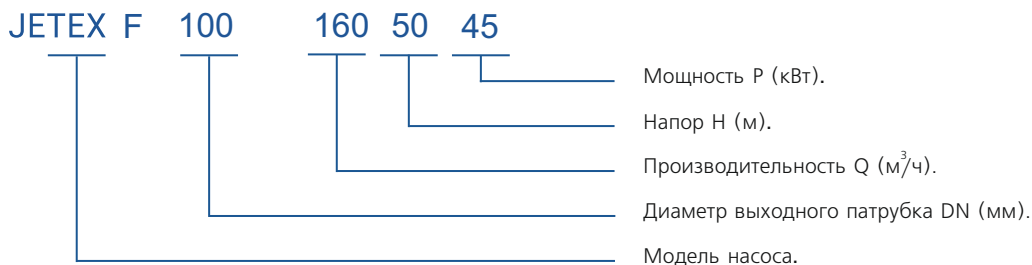 JETEX F 100 160 50 45
Мощность P (кВт).
Напор H (м).
Производительность Q (м³/ч).
Диаметр выходного патрубка DN (мм).
Модель насоса.